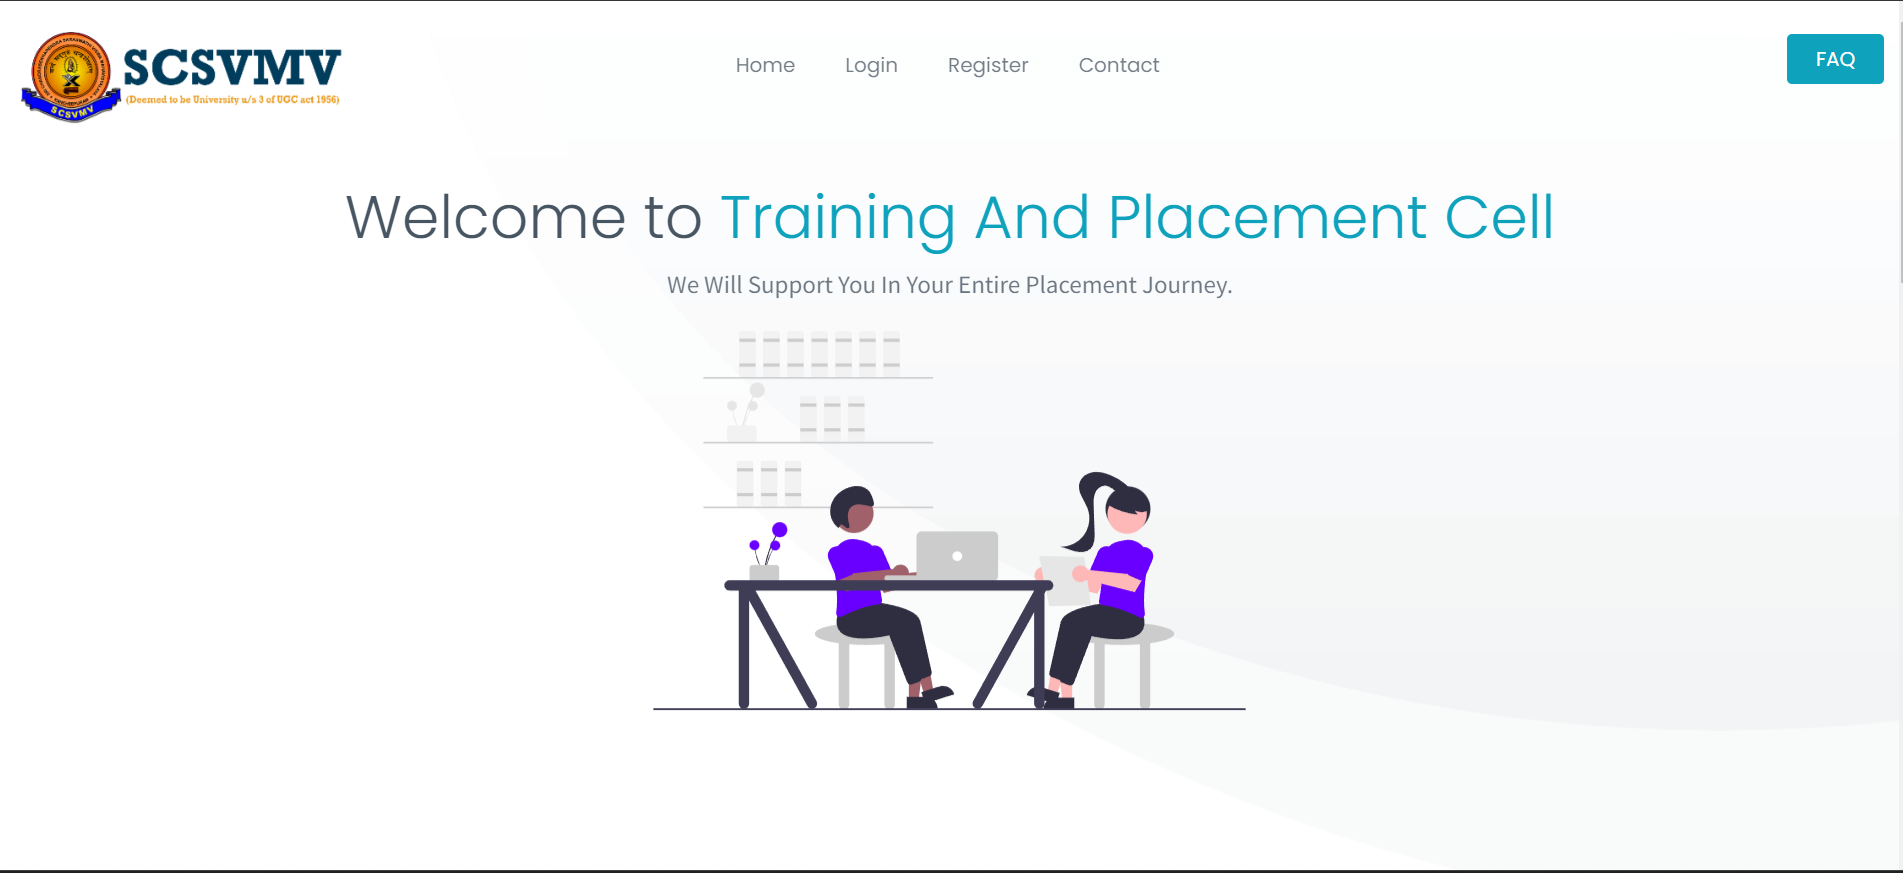 SCSVMV
(Deemed to be University u/s 3 of UGC act 1956)
SCSVMV
Home
Login
Register
Contact
FAQ
Welcome to Training And Placement Cell
We Will Support You In Your Entire Placement Journey.